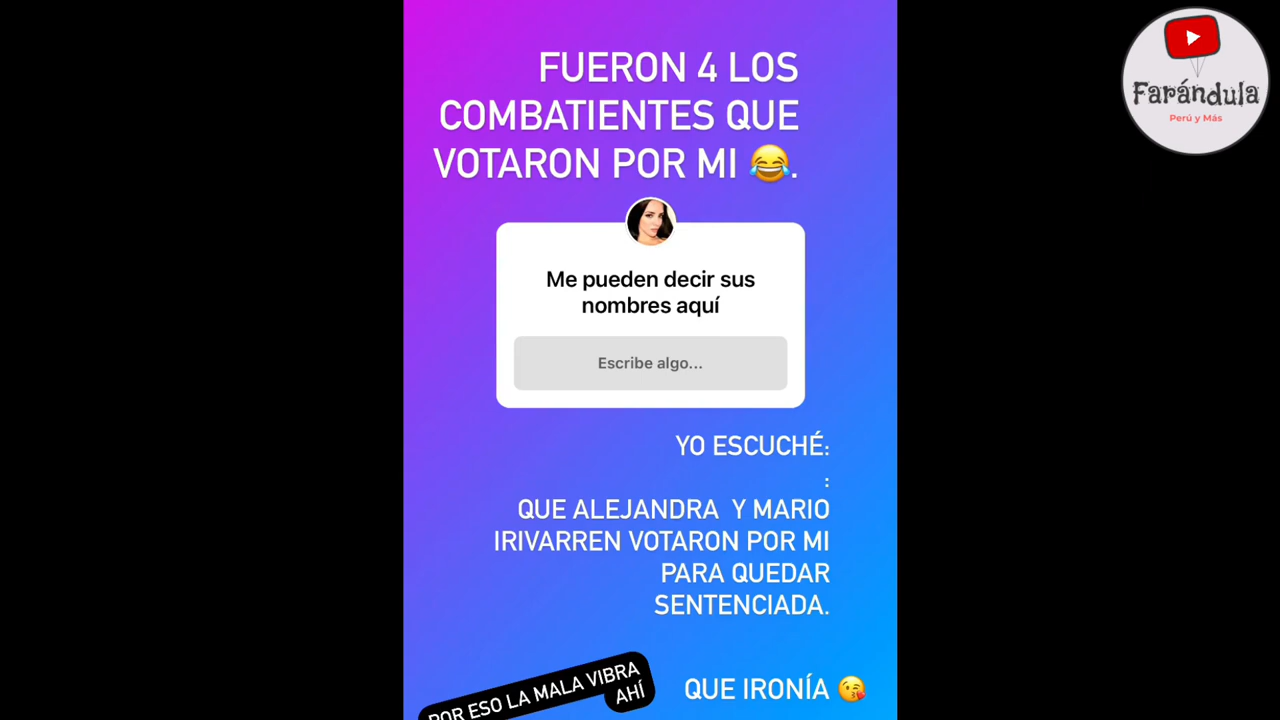 FUERON 4 LOS
COMBATIENTES QUE
VOTARON POR MI 😂.
Me pueden decir sus
nombres aquí
Escribe algo...
YO ESCUCHÉ:
:
QUE ALEJANDRA Y MARIO
IRIVARREN VOTARON POR MI
PARA QUEDAR
SENTENCIADA.
POR ESO LA MALA VIBRA
AHÍ
QUE IRONÍA 😘
Farándula
Perú y Más